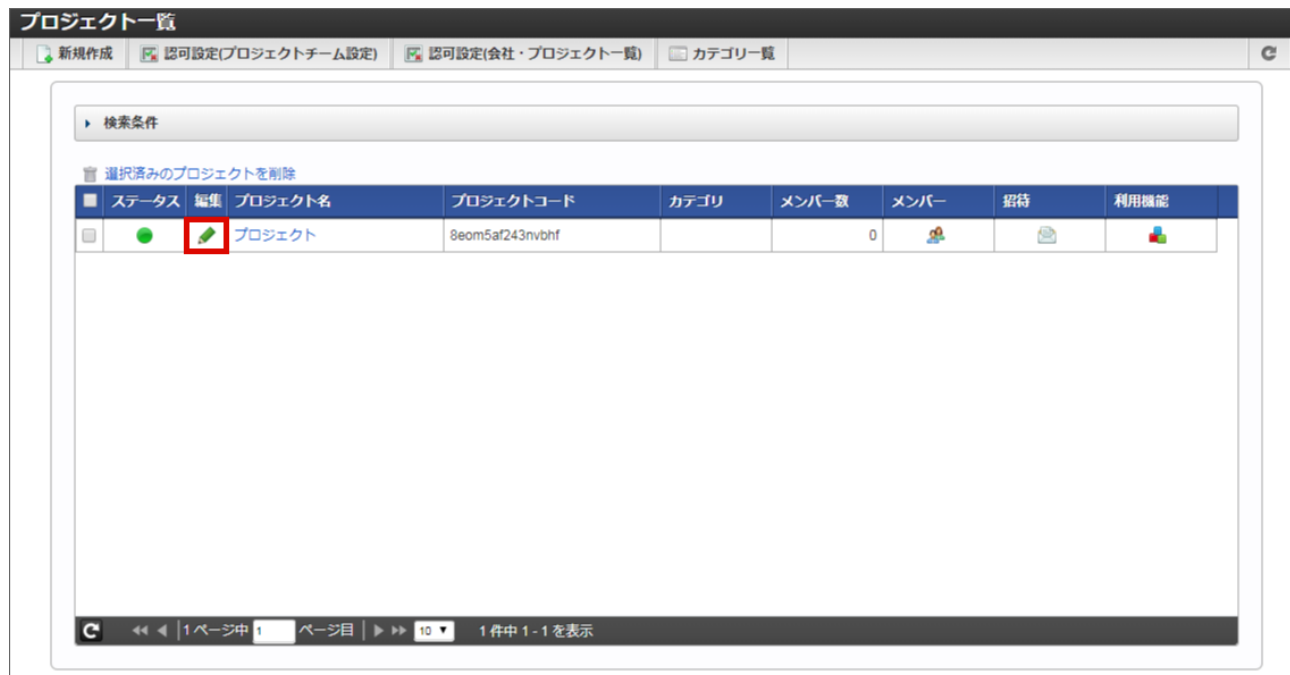 プロジェクト一覧
新規作成 認可設定(プロジェクトチーム設定) 認可設定(会社・プロジェクト一覧) カテゴリ一覧
検索条件
選択済みのプロジェクトを削除
ステータス 編集 プロジェクト名 プロジェクトコード カテゴリ メンバー数 メンバー 招待 利用機能
プロジェクト 8eom5af243nvbhf 0
1 ページ中 1 ページ目 10 1 件中 1 - 1 を表示